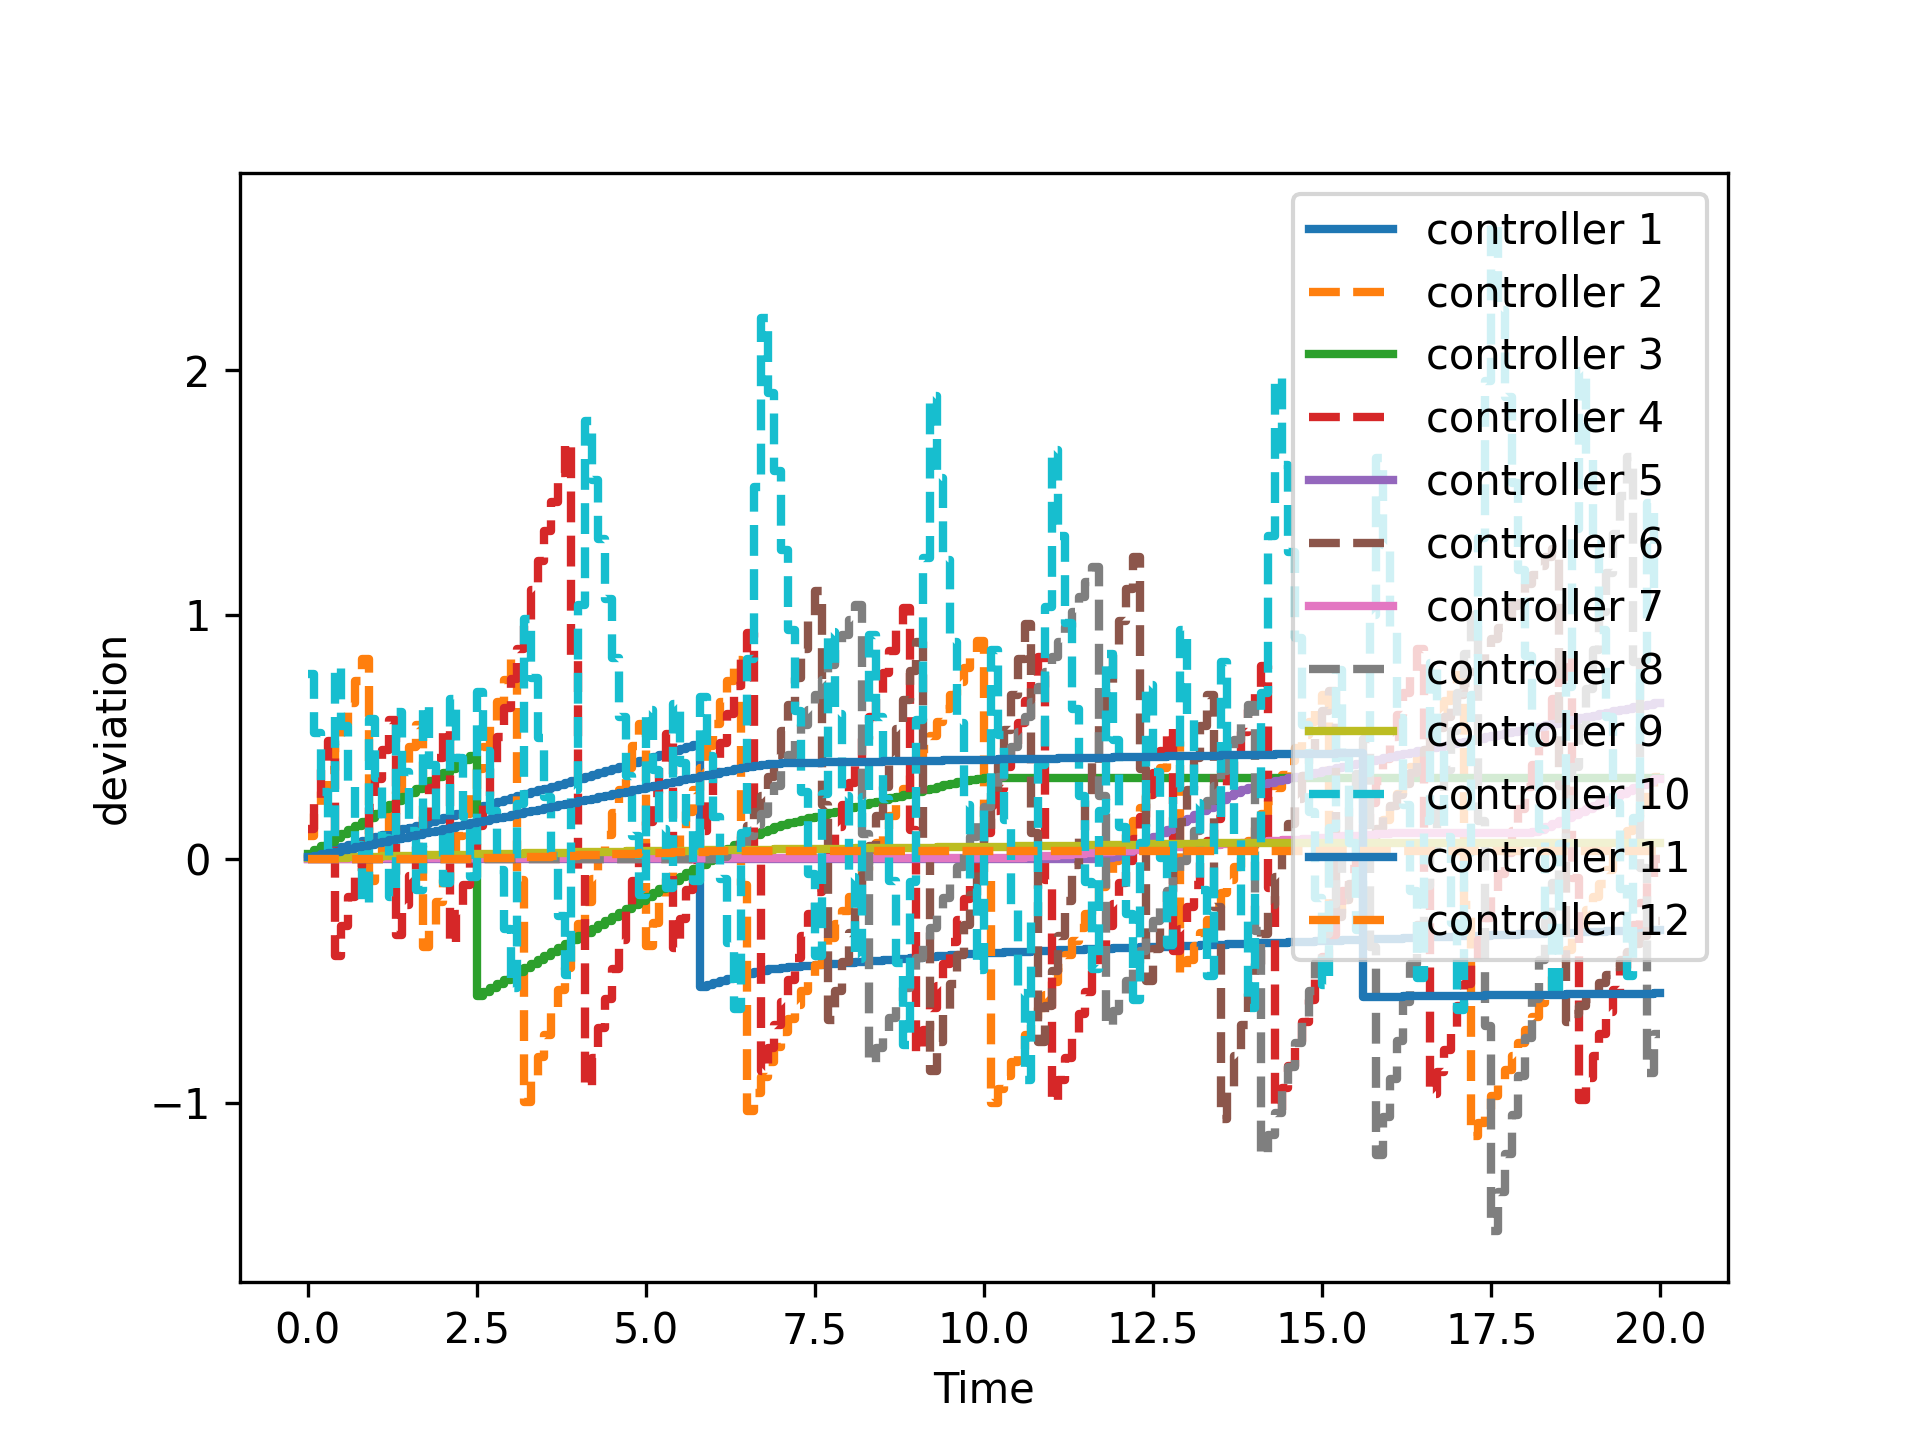 controller 1
controller 2
controller 3
controller 4
controller 5
controller 6
controller 7
controller 8
controller 9
controller 10
controller 11
controller 12
deviation
2
1
0
−1
0.0 2.5 5.0 7.5 10.0 12.5 15.0 17.5 20.0
Time